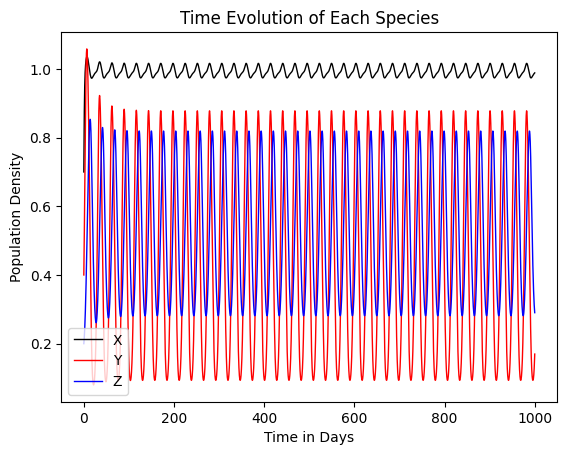 Time Evolution of Each Species
Population Density
1.0
0.8
0.6
0.4
0.2
X
Y
Z
0 200 400 600 800 1000
Time in Days